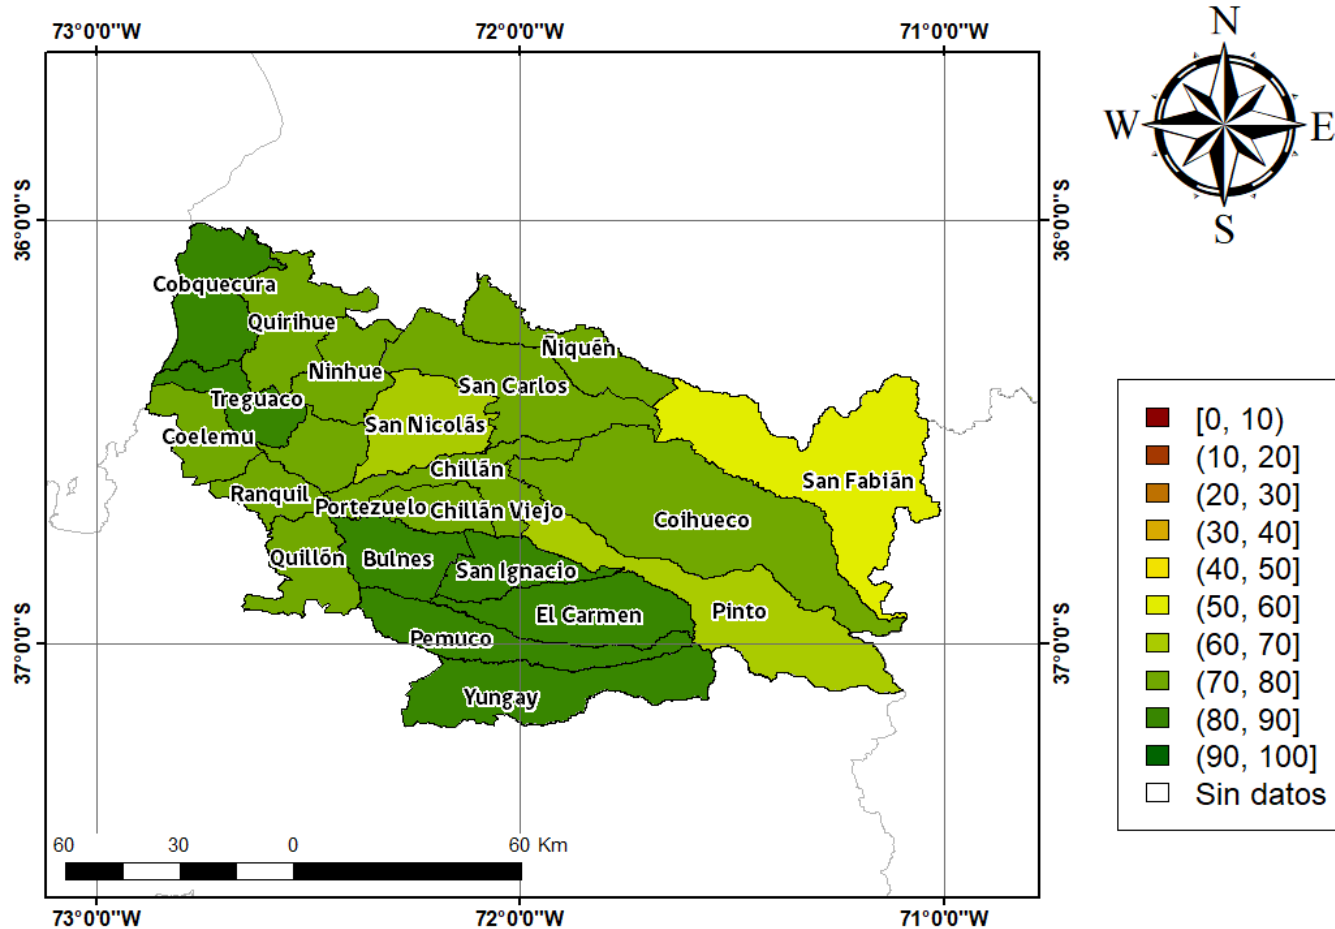 73°0'0"W 72°0'0"W 71°0'0"W
N
W E
S
36°0'0"S 36°0'0"S
Cobquecura
Quirihue
Ñiquén
Ninhue
San Carlos
Treguaco
San Nicolás
Coelemu
Chillán
San Fabián
Ranquil
Portezuelo
Chillán Viejo
Coihueco
Quillón
Bulnes
San Ignacio
El Carmen
Pinto
Pemuco
Yungay
37°0'0"S 37°0'0"S
[0, 10)
(10, 20]
(20, 30]
(30, 40]
(40, 50]
(50, 60]
(60, 70]
(70, 80]
(80, 90]
(90, 100]
Sin datos
60 30 0 60 Km
73°0'0"W 72°0'0"W 71°0'0"W